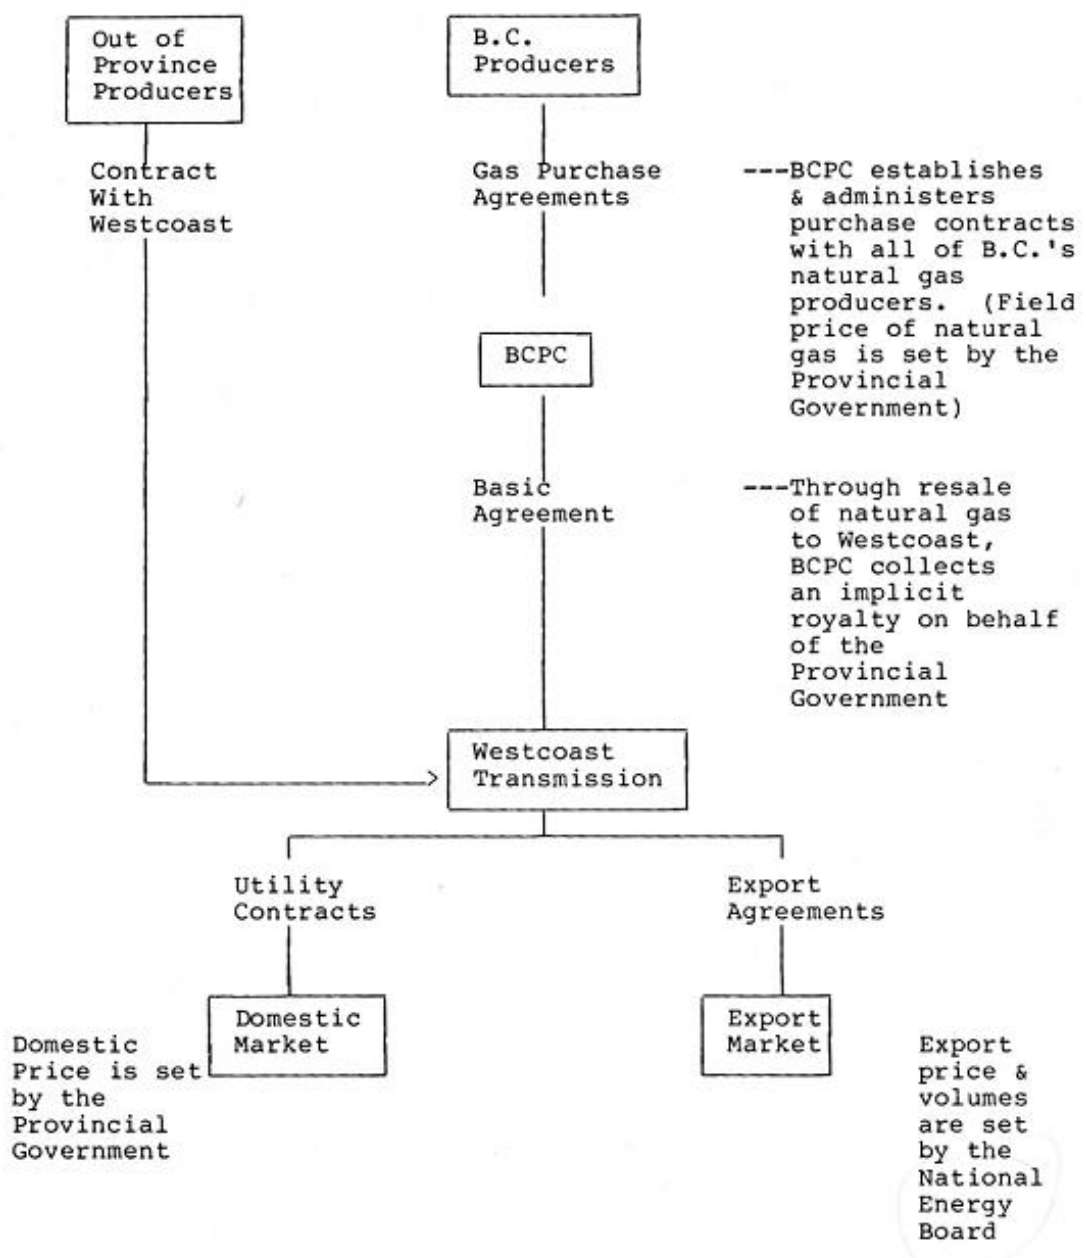 Out of
Province
Producers
B.C.
Producers
Contract
With
Westcoast
Gas Purchase
Agreements
---BCPC establishes
& administers
purchase contracts
with all of B.C.'s
natural gas
producers.  (Field
price of natural
gas is set by the
Provincial
Government)
BCPC
Basic
Agreement
---Through resale
of natural gas
to Westcoast,
BCPC collects
an implicit
royalty on behalf
of the
Provincial
Government
Westcoast
Transmission
Utility
Contracts
Export
Agreements
Domestic
Market
Export
Market
Domestic
Price is set
by the
Provincial
Government
Export
price &
volumes
are set
by the
National
Energy
Board